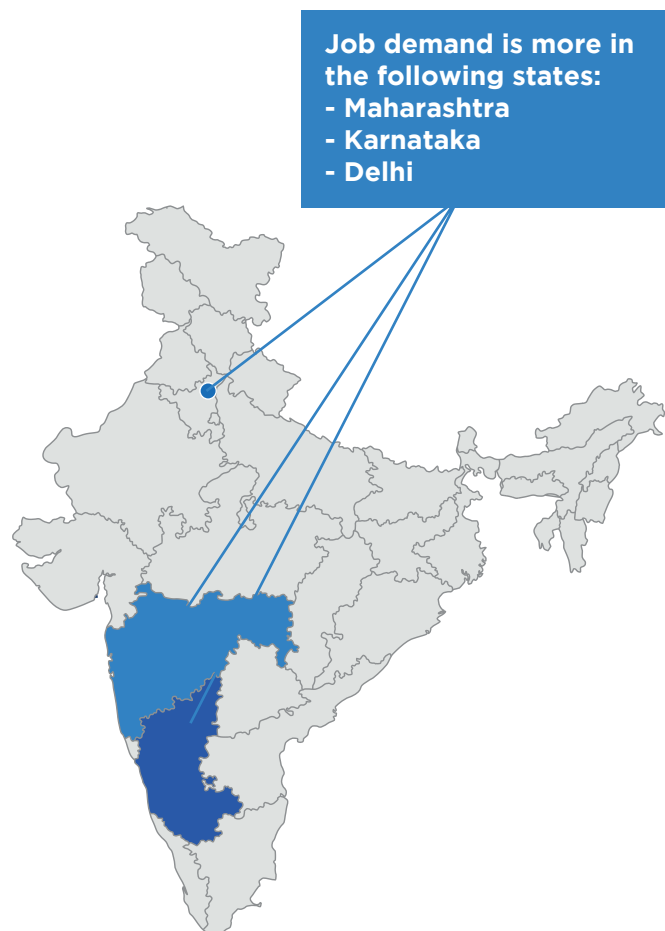 Job demand is more in
the following states:
- Maharashtra
- Karnataka
- Delhi